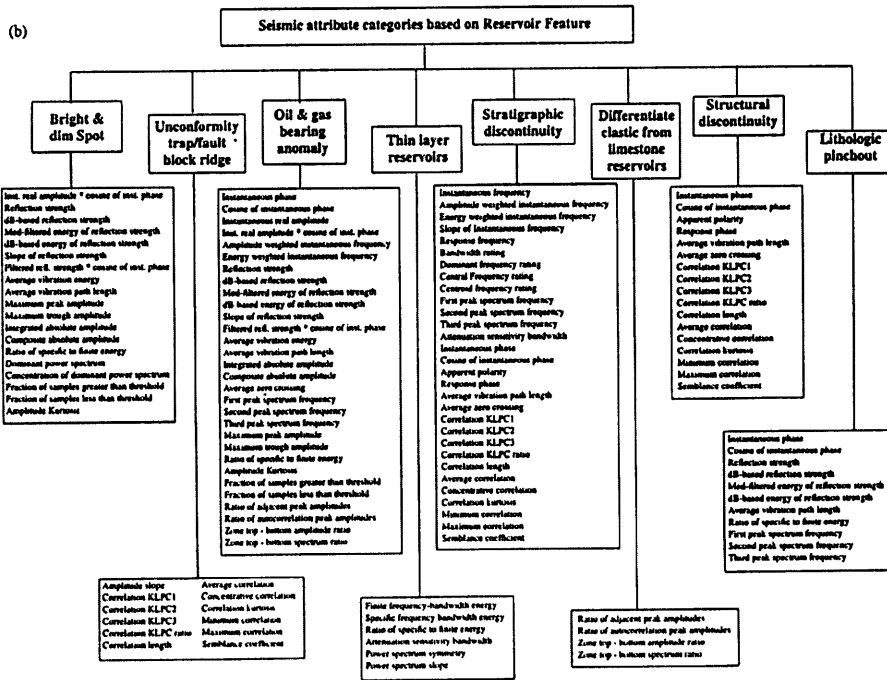 (b)
Seismic attribute categories based on Reservoir Feature
Bright &
dim Spot
Inst. real amplitude * cosine of inst. phase
Reflection strength
dB-based reflection strength
Med-filtered energy of reflection strength
dB-based energy of reflection strength
Slope of reflection strength
Filtered refl. strength * cosine of inst. phase
Average vibration energy
Average vibration path length
Maximum peak amplitude
Maximum trough amplitude
Integrated absolute amplitude
Composite absolute amplitude
Ratio of specific to finite energy
Dominant power spectrum
Concentration of dominant power spectrum
Fraction of samples greater than threshold
Fraction of samples less than threshold
Amplitude Kurtosis
Unconformity
trap/fault
block ridge
Amplitude slope
Correlation KLPC1
Correlation KLPC2
Correlation KLPC3
Correlation KLPC ratio
Correlation length
Average correlation
Concentrative correlation
Correlation kurtosis
Minimum correlation
Maximum correlation
Semblance coefficient
Oil & gas
bearing
anomaly
Instantaneous phase
Cosine of instantaneous phase
Instantaneous real amplitude
Inst. real amplitude * cosine of inst. phase
Amplitude weighted instantaneous frequency
Energy weighted instantaneous frequency
Reflection strength
dB-based reflection strength
Med-filtered energy of reflection strength
dB-based energy of reflection strength
Slope of reflection strength
Filtered refl. strength * cosine of inst. phase
Average vibration energy
Average vibration path length
Integrated absolute amplitude
Composite absolute amplitude
Average zero crossing
First peak spectrum frequency
Second peak spectrum frequency
Third peak spectrum frequency
Maximum peak amplitude
Maximum trough amplitude
Ratio of specific to finite energy
Amplitude Kurtosis
Fraction of samples greater than threshold
Fraction of samples less than threshold
Ratio of adjacent peak amplitudes
Ratio of autocorrelation peak amplitudes
Zone top - bottom amplitude ratio
Zone top - bottom spectrum ratio
Thin layer
reservoirs
Finite frequency-bandwidth energy
Specific frequency bandwidth energy
Ratio of specific to finite energy
Attenuation sensitivity bandwidth
Power spectrum symmetry
Power spectrum slope
Stratigraphic
discontinuity
Instantaneous frequency
Amplitude weighted instantaneous frequency
Energy weighted instantaneous frequency
Slope of Instantaneous frequency
Response frequency
Bandwidth rating
Dominant frequency rating
Central Frequency rating
Centroid frequency rating
First peak spectrum frequency
Second peak spectrum frequency
Third peak spectrum frequency
Attenuation sensitivity bandwidth
Instantaneous phase
Cosine of instantaneous phase
Apparent polarity
Response phase
Average vibration path length
Average zero crossing
Correlation KLPC1
Correlation KLPC2
Correlation KLPC3
Correlation KLPC ratio
Correlation length
Average correlation
Concentrative correlation
Correlation kurtosis
Minimum correlation
Maximum correlation
Semblance coefficient
Differentiate
clastic from
limestone
reservoirs
Ratio of adjacent peak amplitudes
Ratio of autocorrelation peak amplitudes
Zone top - bottom amplitude ratio
Zone top - bottom spectrum ratio
Structural
discontinuity
Instantaneous phase
Cosine of instantaneous phase
Apparent polarity
Response phase
Average vibration path length
Average zero crossing
Correlation KLPC1
Correlation KLPC2
Correlation KLPC3
Correlation KLPC ratio
Correlation length
Average correlation
Concentrative correlation
Correlation kurtosis
Minimum correlation
Maximum correlation
Semblance coefficient
Lithologic
pinchout
Instantaneous phase
Cosine of instantaneous phase
Reflection strength
dB-based reflection strength
Med-filtered energy of reflection strength
dB-based energy of reflection strength
Average vibration path length
Ratio of specific to finite energy
First peak spectrum frequency
Second peak spectrum frequency
Third peak spectrum frequency